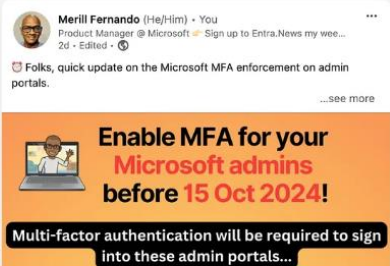 Merill Fernando (He/Him) • You
Product Manager @ Microsoft 👉 Sign up to Entra.News my wee...
2d • Edited •
⏰ Folks, quick update on the Microsoft MFA enforcement on admin
portals.
...see more
Enable MFA for your
Microsoft admins
before 15 Oct 2024!
Multi-factor authentication will be required to sign
into these admin portals...